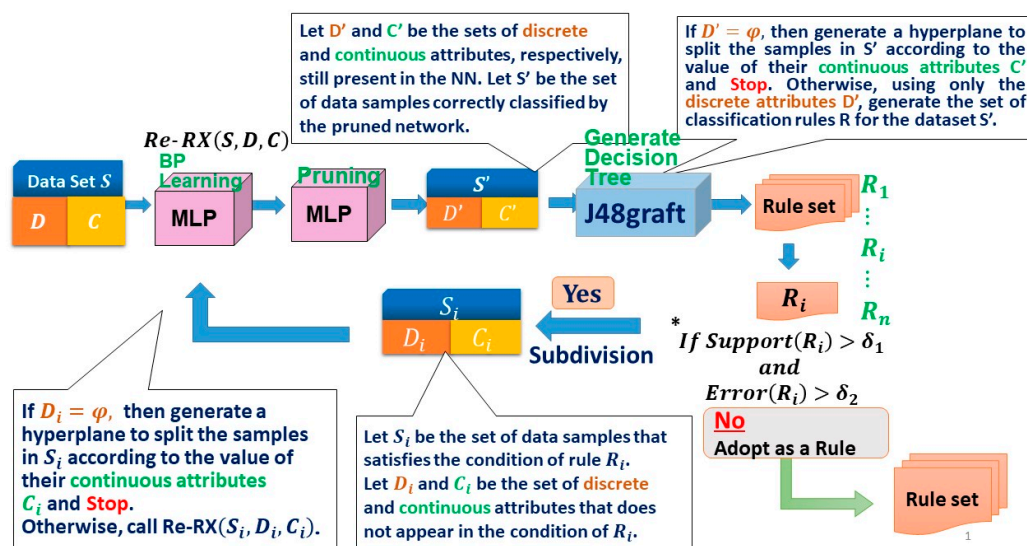 Let D’ and C’ be the sets of discrete
and continuous attributes, respectively,
still present in the NN. Let S’ be the set
of data samples correctly classified by
the pruned network.
If D’ = φ, then generate a hyperplane to
split the samples in S’ according to the
value of their continuous attributes C’
and Stop. Otherwise, using only the
discrete attributes D’, generate the set of
classification rules R for the dataset S’.
Re-RX(S, D, C)
BP
Learning
Pruning
Generate
Decision
Tree
Data Set S
D
C
MLP
MLP
S’
D’
C’
J48graft
Rule set
R₁
⋮
Rᵢ
⋮
Rₙ
Rᵢ
Yes
Subdivision
Sᵢ
Dᵢ
Cᵢ
*
If Support(Rᵢ) > δ₁
and
Error(Rᵢ) > δ₂
No
Adopt as a Rule
Rule set
If Dᵢ = φ, then generate a
hyperplane to split the samples
in Sᵢ according to the value of
their continuous attributes
Cᵢ and Stop.
Otherwise, call Re-RX(Sᵢ, Dᵢ, Cᵢ).
Let Sᵢ be the set of data samples that
satisfies the condition of rule Rᵢ.
Let Dᵢ and Cᵢ be the set of discrete
and continuous attributes that does
not appear in the condition of Rᵢ.
1